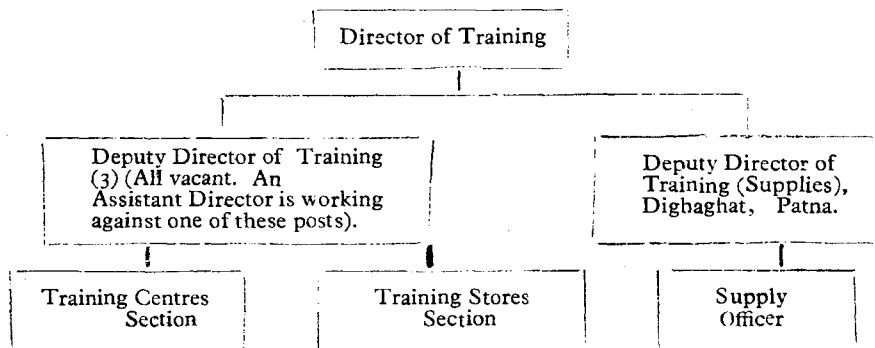 Director of Training
Deputy Director of Training
(3) (All vacant. An
Assistant Director is working
against one of these posts).
Deputy Director of
Training (Supplies),
Dighaghat, Patna.
Training Centres
Section
Training Stores
Section
Supply
Officer